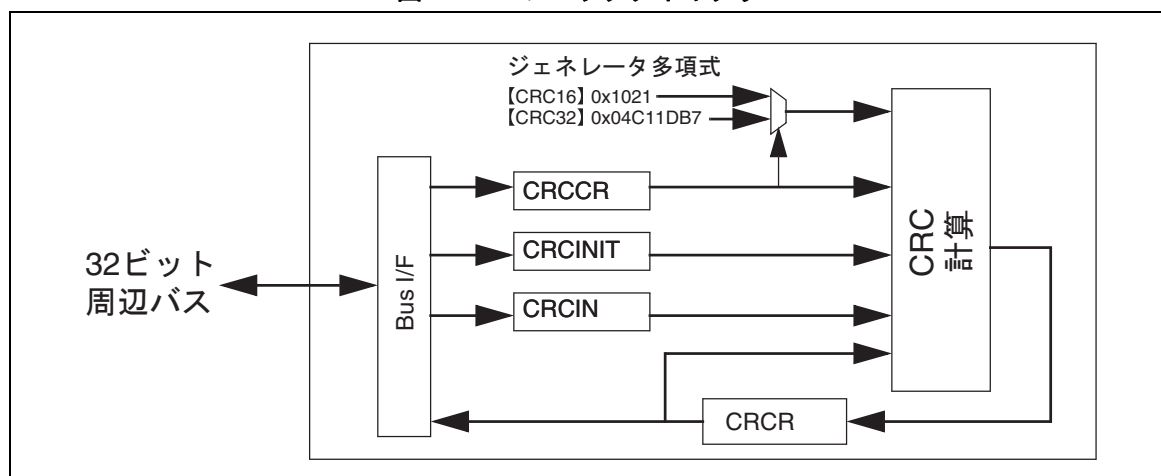 ジェネレータ多項式
【CRC16】0x1021
【CRC32】0x04C11DB7
CRCCR
CRCINIT
CRCIN
CRCR
32ビット
周辺バス
Bus I/F
CRC
計算